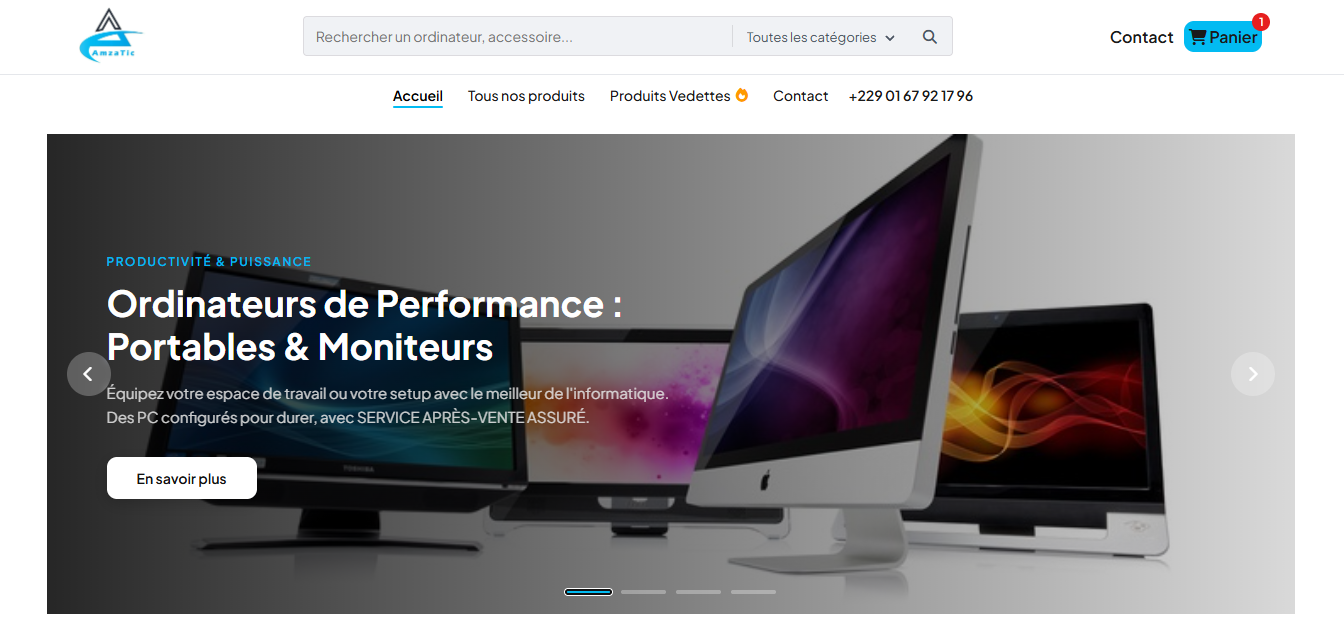 AmzaTic
Rechercher un ordinateur, accessoire...
Toutes les catégories
Contact
Panier
1
Accueil
Tous nos produits
Produits Vedettes
Contact
+229 01 67 92 17 96
PRODUCTIVITÉ & PUISSANCE
Ordinateurs de Performance :
Portables & Moniteurs
Équipez votre espace de travail ou votre setup avec le meilleur de l'informatique.
Des PC configurés pour durer, avec SERVICE APRÈS-VENTE ASSURÉ.
TOSHIBA
En savoir plus